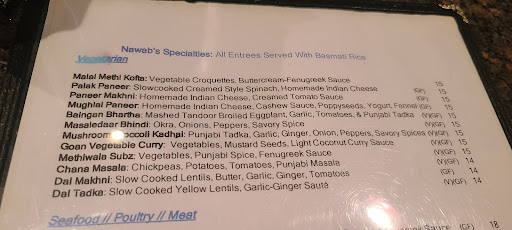 Nawab's Specialties: All Entrees Served With Basmati Rice
Vegetarian
Malai Methi Kofta: Vegetable Croquettes, Buttercream-Fenugreek Sauce 15
Palak Paneer: Slowcooked Creamed Style Spinach, Homemade Indian Cheese (GF) 15
Paneer Makhni: Homemade Indian Cheese, Creamed Tomato Sauce (GF) 15
Mughlai Paneer: Homemade Indian Cheese, Cashew Sauce, Poppyseeds, Yogurt, Fennel (GF) 15
Baingan Bhartha: Mashed Tandoor Broiled Eggplant, Garlic, Tomatoes, & Punjabi Tadka (V)(GF) 15
Masaledaar Bhindi: Okra, Onions, Peppers, Savory Spice (V)(GF) 15
Mushroom Broccoli Kadhai: Punjabi Tadka, Garlic, Ginger, Onion, Peppers, Savory Spices (V)(GF) 15
Goan Vegetable Curry: Vegetables, Mustard Seeds, Light Coconut Curry Sauce (V)(GF) 15
Methiwala Subz: Vegetables, Punjabi Spice, Fenugreek Sauce (V)(GF) 15
Chana Masala: Chickpeas, Potatoes, Tomatoes, Punjabi Masala (V)(GF) 14
Dal Makhni: Slow Cooked Lentils, Butter, Garlic, Ginger, Tomatoes (GF) 14
Dal Tadka: Slow Cooked Yellow Lentils, Garlic-Ginger Sauté (V)(GF) 14
Seafood // Poultry // Meat
Sauce (GF) 18